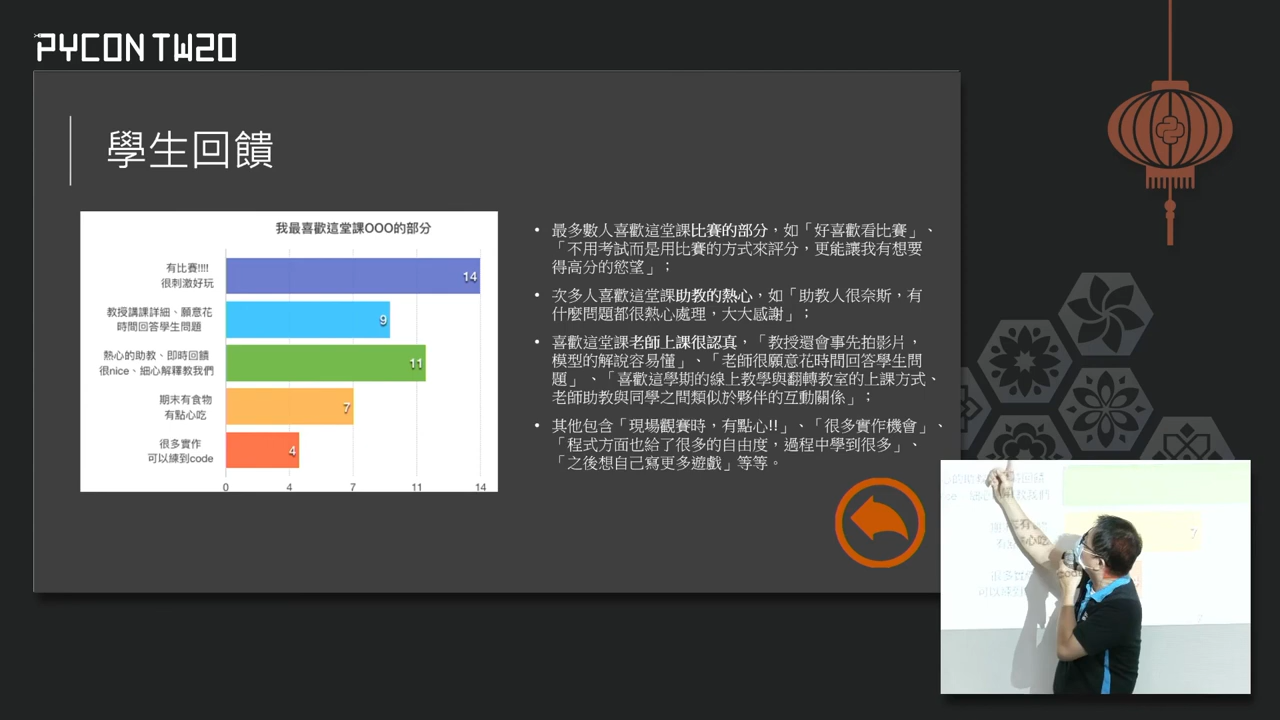 PYCON TW20
學生回饋
我最喜歡這堂課OOO的部分
有比賽!!!!
很刺激好玩
14
教授講課詳細、願意花
時間回答學生問題
9
熱心的助教、即時回饋
很nice、細心解釋教我們
11
期末有食物
有點心吃
7
很多實作
可以練到code
4
0 4 7 11 14
• 最多數人喜歡這堂課比賽的部分，如「好喜歡看比賽」、
「不用考試而是用比賽的方式來評分，更能讓我有想要
得高分的慾望」；
• 次多人喜歡這堂課助教的熱心，如「助教人很奈斯，有
什麼問題都很熱心處理，大大感謝」；
• 喜歡這堂課老師上課很認真，「教授還會事先拍影片，
模型的解說容易懂」、「老師很願意花時間回答學生問
題」、「喜歡這學期的線上教學與翻轉教室的上課方式、
老師助教與同學之間類似於夥伴的互動關係」；
• 其他包含「現場觀賽時，有點心!!」、「很多實作機會」、
「程式方面也給了很多的自由度，過程中學到很多」、
「之後想自己寫更多遊戲」等等。
7